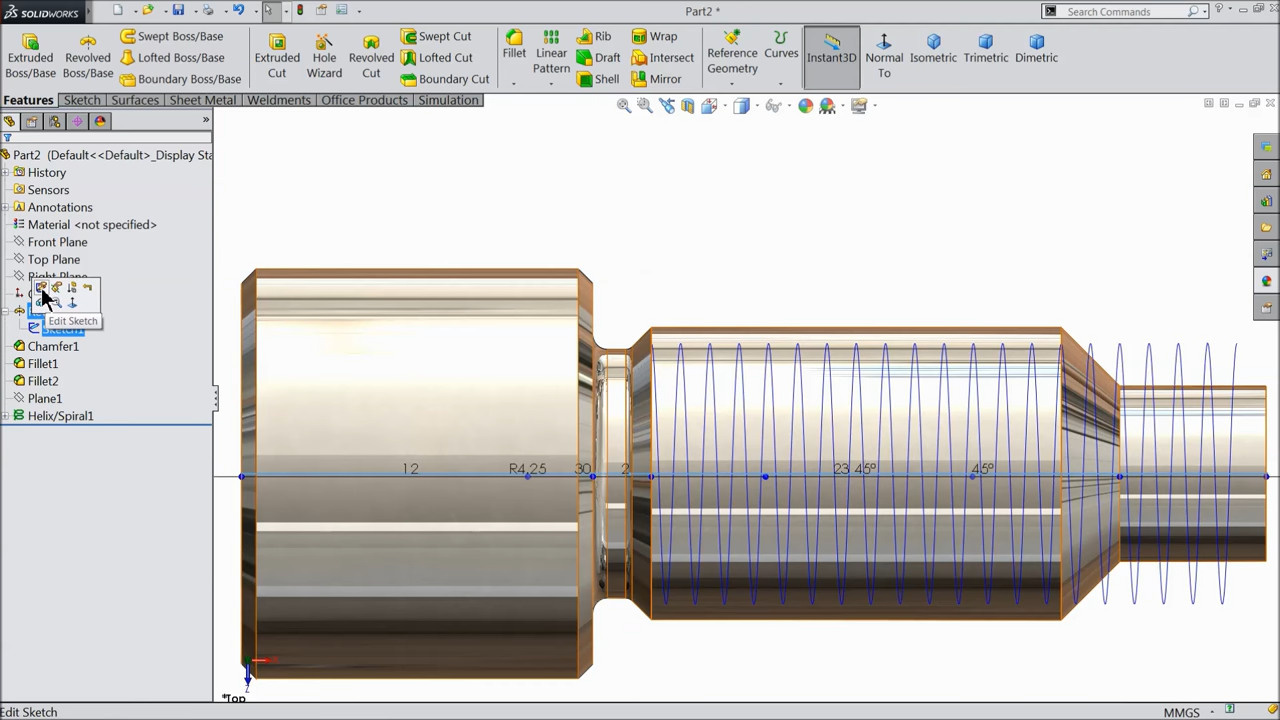 SOLIDWORKS
Part2 *
Search Commands
Extruded Boss/Base
Revolved Boss/Base
Swept Boss/Base
Lofted Boss/Base
Boundary Boss/Base
Extruded Cut
Hole Wizard
Revolved Cut
Swept Cut
Lofted Cut
Boundary Cut
Fillet
Linear Pattern
Rib
Draft
Shell
Wrap
Intersect
Mirror
Reference Geometry
Curves
Instant3D
Normal To
Isometric
Trimetric
Dimetric
Features
Sketch
Surfaces
Sheet Metal
Weldments
Office Products
Simulation
Part2 (Default<<Default>_Display Sta
History
Sensors
Annotations
Material <not specified>
Front Plane
Top Plane
Right Plane
Edit Sketch
Sketch1
Chamfer1
Fillet1
Fillet2
Plane1
Helix/Spiral1
12
R4,25
30
2
23
45°
45°
*Top
Edit Sketch
MMGS